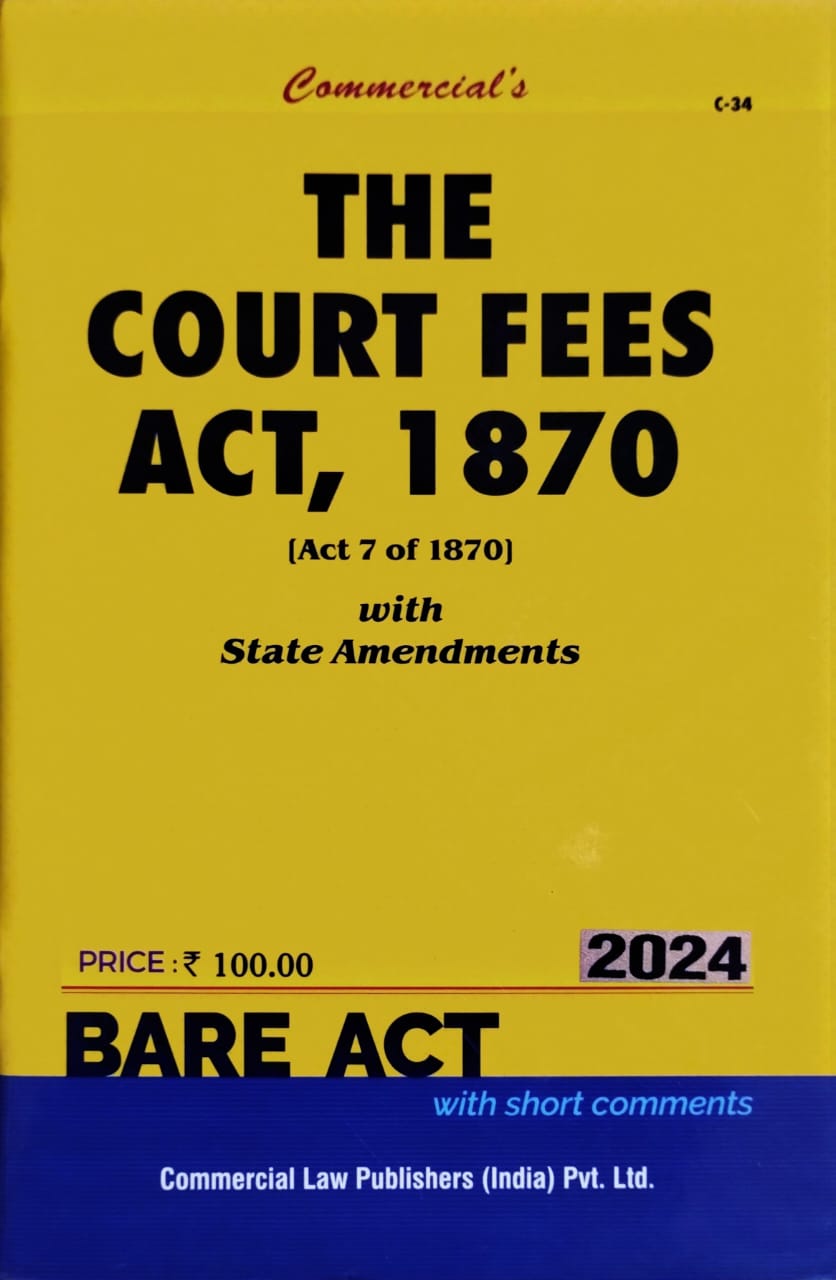 Commercial's
C-34
THE
COURT FEES
ACT, 1870
(Act 7 of 1870)
with
State Amendments
PRICE : ₹ 100.00
2024
BARE ACT
with short comments
Commercial Law Publishers (India) Pvt. Ltd.